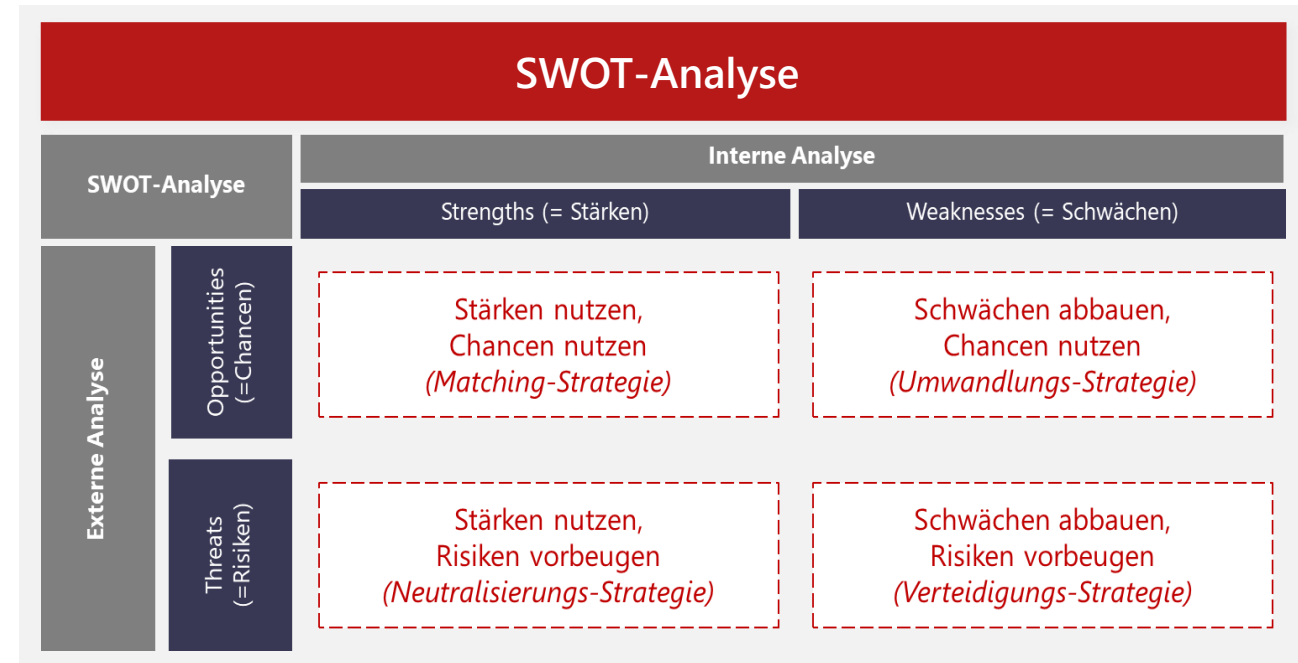 SWOT-Analyse
SWOT-Analyse
Interne Analyse
Strengths (= Stärken)
Weaknesses (= Schwächen)
Externe Analyse
Opportunities
(=Chancen)
Stärken nutzen,
Chancen nutzen
(Matching-Strategie)
Schwächen abbauen,
Chancen nutzen
(Umwandlungs-Strategie)
Threats
(=Risiken)
Stärken nutzen,
Risiken vorbeugen
(Neutralisierungs-Strategie)
Schwächen abbauen,
Risiken vorbeugen
(Verteidigungs-Strategie)